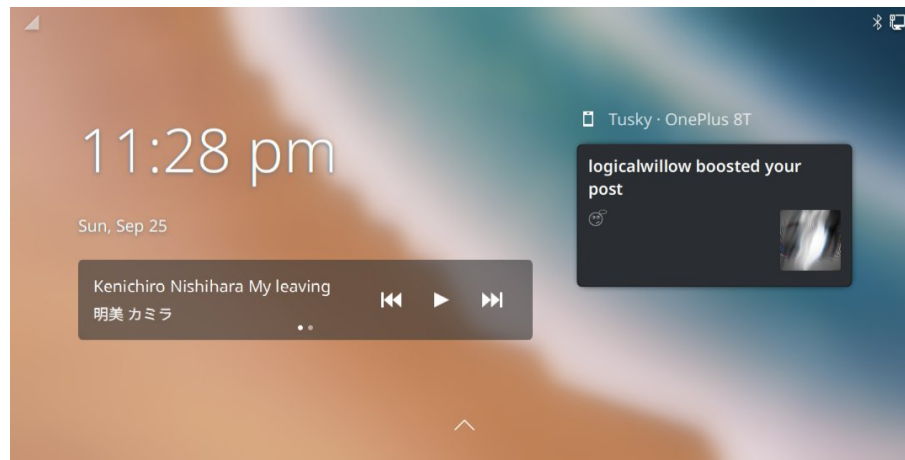 11:28 pm
Sun, Sep 25
Kenichiro Nishihara My leaving
明美 カミラ
Tusky · OnePlus 8T
logicalwillow boosted your
post